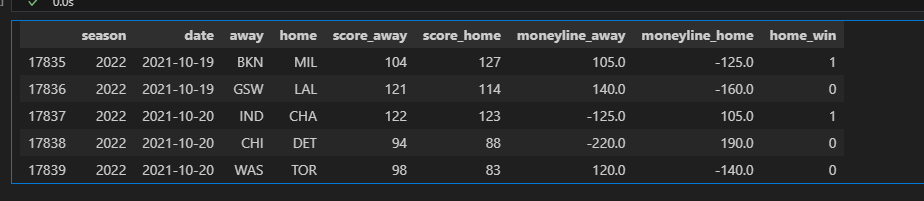 0.0s
season date away home score_away score_home moneyline_away moneyline_home home_win
17835 2022 2021-10-19 BKN MIL 104 127 105.0 -125.0 1
17836 2022 2021-10-19 GSW LAL 121 114 140.0 -160.0 0
17837 2022 2021-10-20 IND CHA 122 123 -125.0 105.0 1
17838 2022 2021-10-20 CHI DET 94 88 -220.0 190.0 0
17839 2022 2021-10-20 WAS TOR 98 83 120.0 -140.0 0